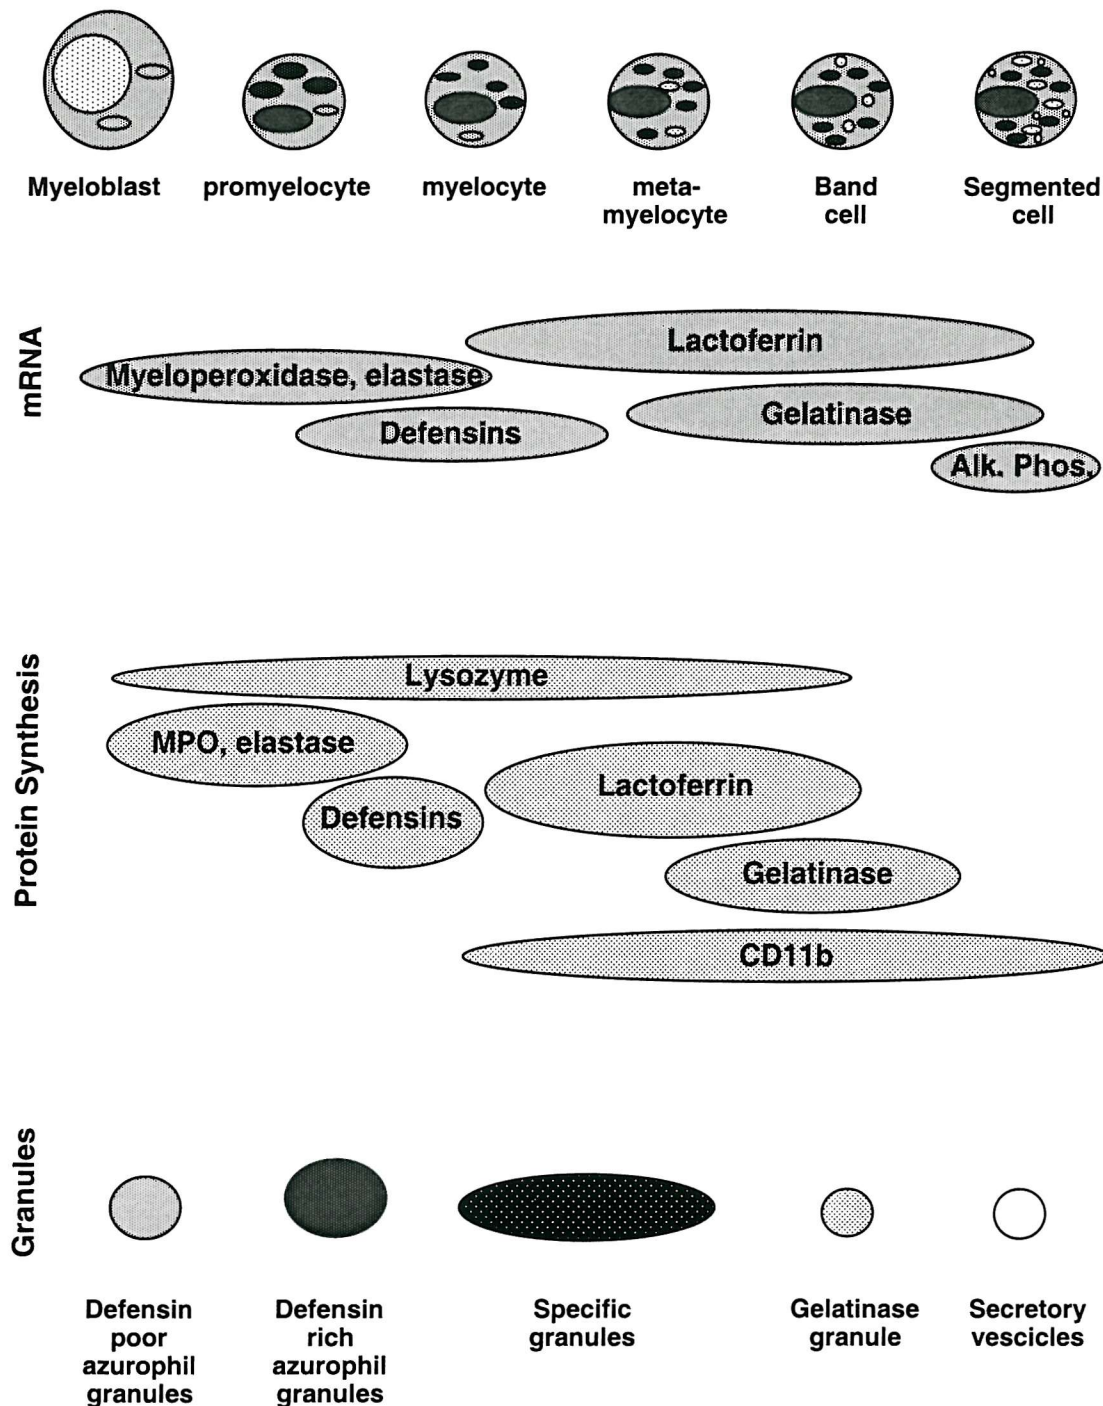 Myeloblast
promyelocyte
myelocyte
meta-
myelocyte
Band
cell
Segmented
cell
mRNA
Lactoferrin
Myeloperoxidase, elastase
Gelatinase
Defensins
Alk. Phos.
Protein Synthesis
Lysozyme
MPO, elastase
Lactoferrin
Defensins
Gelatinase
CD11b
Granules
Defensin
poor
azurophil
granules
Defensin
rich
azurophil
granules
Specific
granules
Gelatinase
granule
Secretory
vescicles